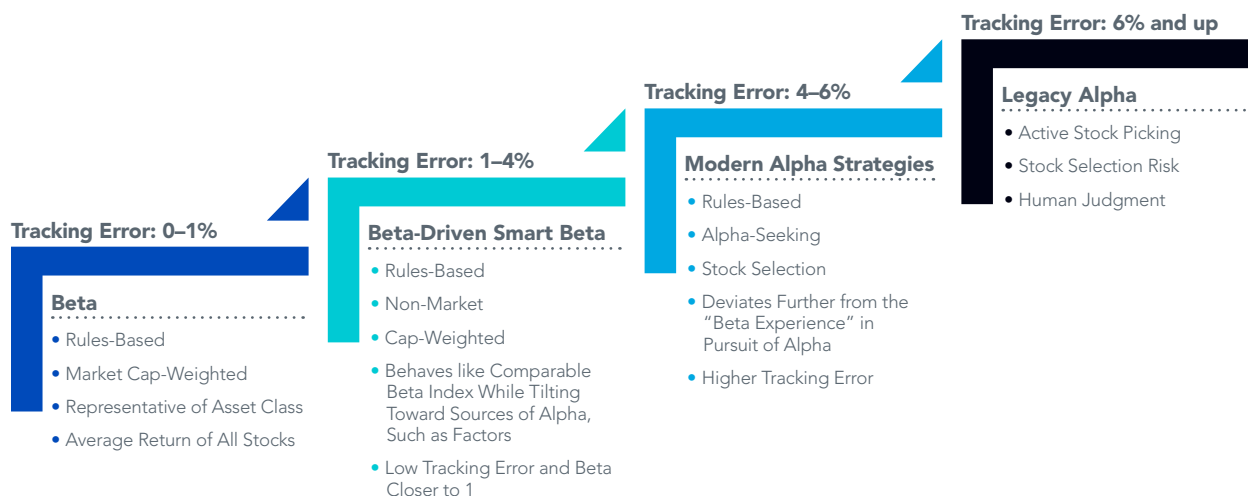 Tracking Error: 0–1%
Beta
• Rules-Based
• Market Cap-Weighted
• Representative of Asset Class
• Average Return of All Stocks
Tracking Error: 1–4%
Beta-Driven Smart Beta
• Rules-Based
• Non-Market
• Cap-Weighted
• Behaves like Comparable
Beta Index While Tilting
Toward Sources of Alpha,
Such as Factors
• Low Tracking Error and Beta
Closer to 1
Tracking Error: 4–6%
Modern Alpha Strategies
• Rules-Based
• Alpha-Seeking
• Stock Selection
• Deviates Further from the
“Beta Experience” in
Pursuit of Alpha
• Higher Tracking Error
Tracking Error: 6% and up
Legacy Alpha
• Active Stock Picking
• Stock Selection Risk
• Human Judgment